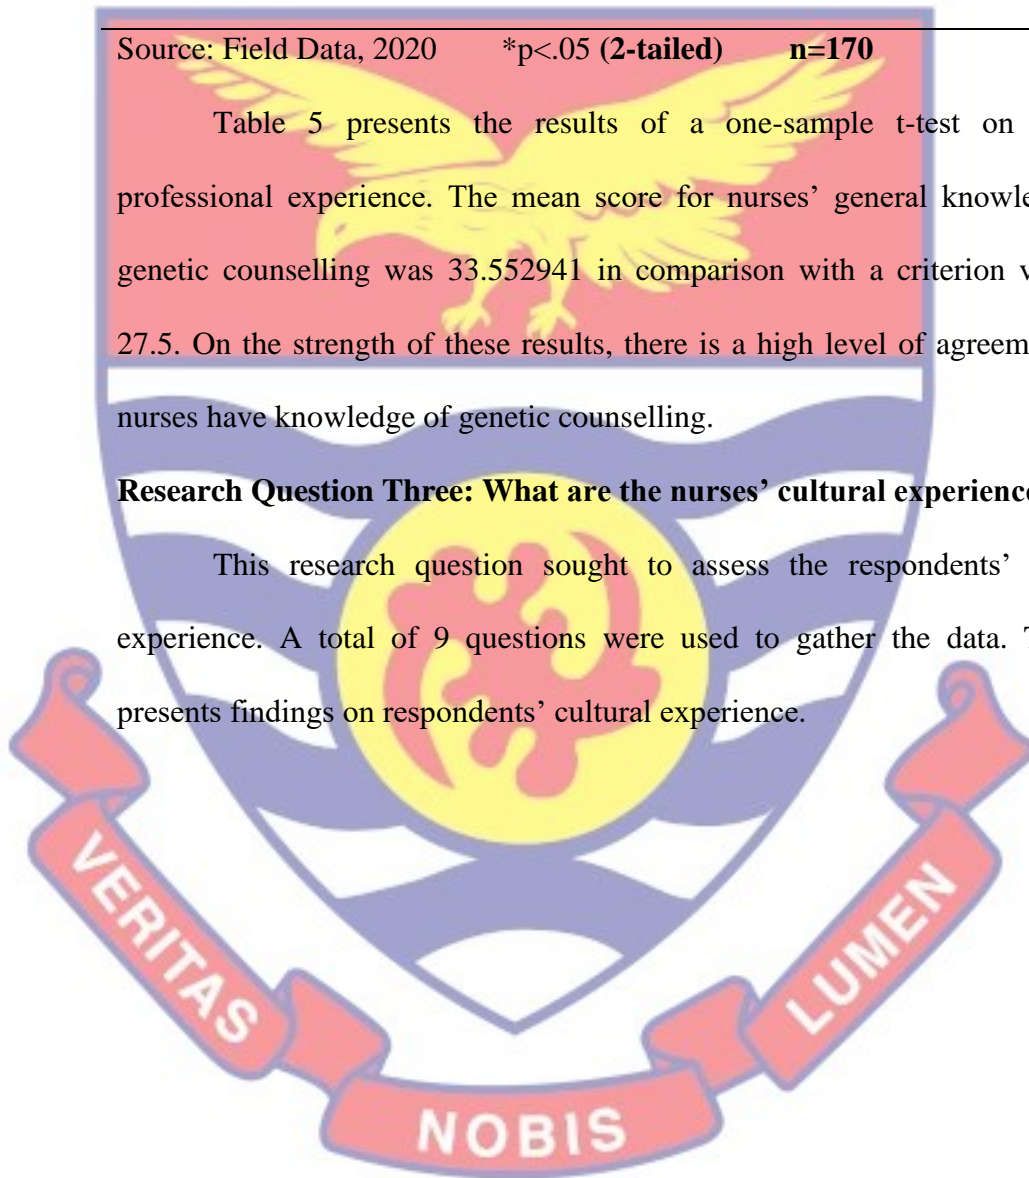 Source: Field Data, 2020 *p<.05 (2-tailed) n=170
Table 5 presents the results of a one-sample t-test on
professional experience. The mean score for nurses’ general
genetic counselling was 33.552941 in comparison with a criterion
27.5. On the strength of these results, there is a high level of
nurses have knowledge of genetic counselling.
Research Question Three: What are the nurses’ cultural
This research question sought to assess the respondents’
experience. A total of 9 questions were used to gather the data.
presents findings on respondents’ cultural experience.
VERITAS
NOBIS
LUMEN